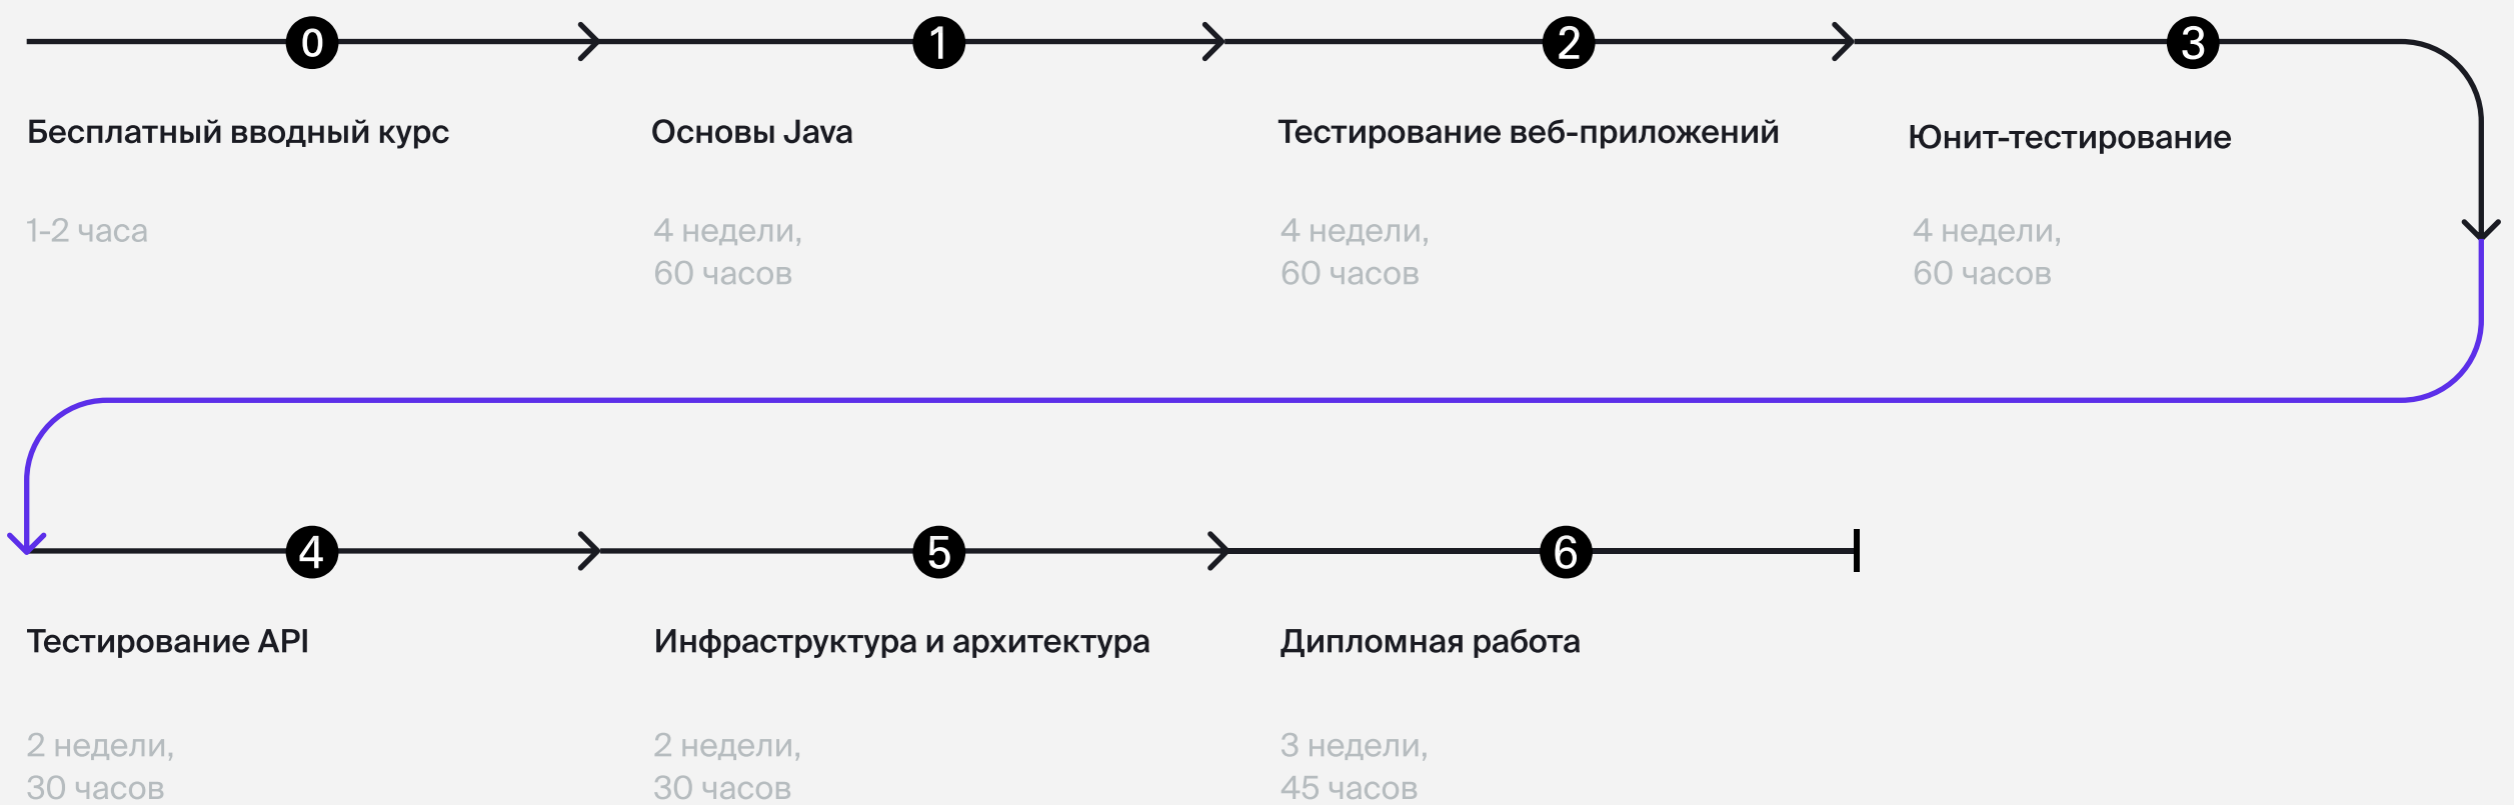 0
1
2
3
Бесплатный вводный курс
Основы Java
Тестирование веб-приложений
Юнит-тестирование
1-2 часа
4 недели,
60 часов
4 недели,
60 часов
4 недели,
60 часов
4
5
6
Тестирование API
Инфраструктура и архитектура
Дипломная работа
2 недели,
30 часов
2 недели,
30 часов
3 недели,
45 часов